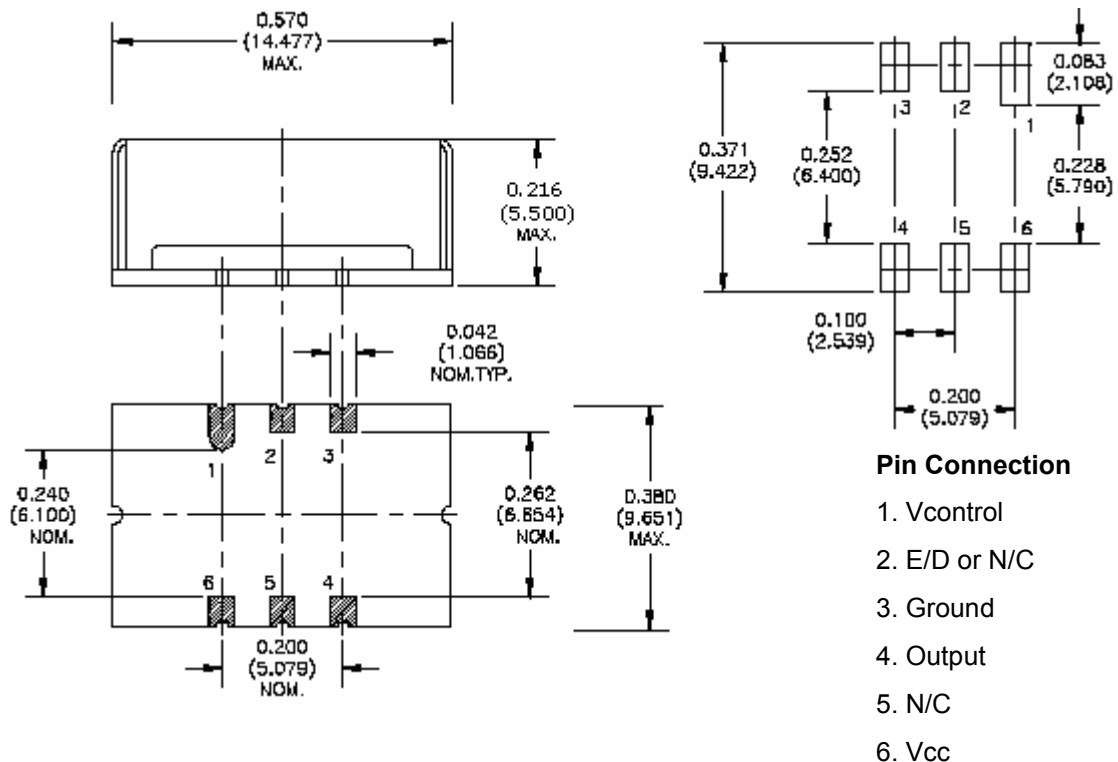 0.570
(14.477)
MAX.
0.216
(5.500)
MAX.
0.042
(1.066)
NOM.TYP.
1
2
3
6
5
4
0.240
(6.100)
NOM.
0.262
(6.654)
NOM.
0.380
(9.651)
MAX.
0.200
(5.079)
NOM.
0.083
(2.108)
3
2
1
0.371
(9.422)
0.252
(6.400)
0.228
(5.790)
4
5
6
0.100
(2.539)
0.200
(5.079)
Pin Connection
1. Vcontrol
2. E/D or N/C
3. Ground
4. Output
5. N/C
6. Vcc